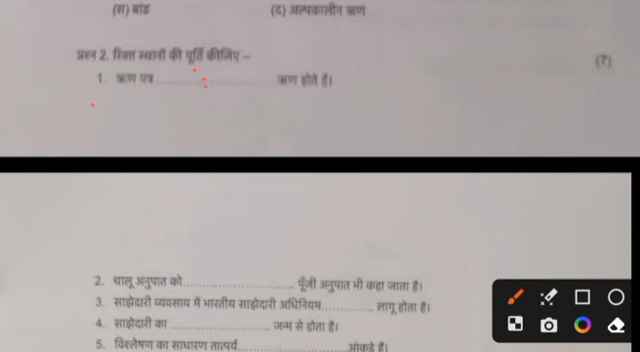 (स) बांड (द) अल्पकालीन ऋण
प्रश्न 2. रिक्त स्थानों की पूर्ति कीजिए –
(7)
1. ऋण पत्र ........................ ऋण होते हैं।
2. चालू अनुपात को........................ पूँजी अनुपात भी कहा जाता है।
3. साझेदारी व्यवसाय में भारतीय साझेदारी अधिनियम.............. लागू होता है।
4. साझेदारी का ........................ जन्म से होता है।
5. विश्लेषण का साधारण तात्पर्य........................आंकड़े हैं।